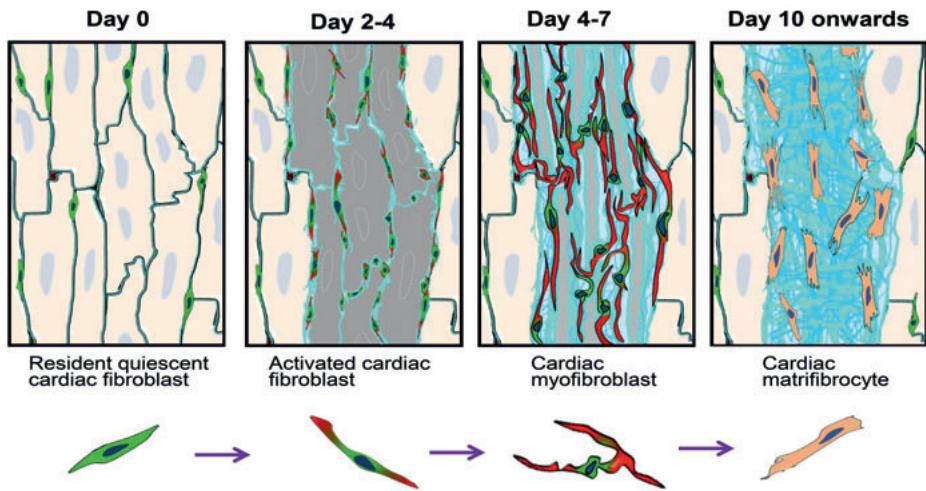 Day 0
Day 2-4
Day 4-7
Day 10 onwards
Resident quiescent
cardiac fibroblast
Activated cardiac
fibroblast
Cardiac
myofibroblast
Cardiac
matrifibrocyte